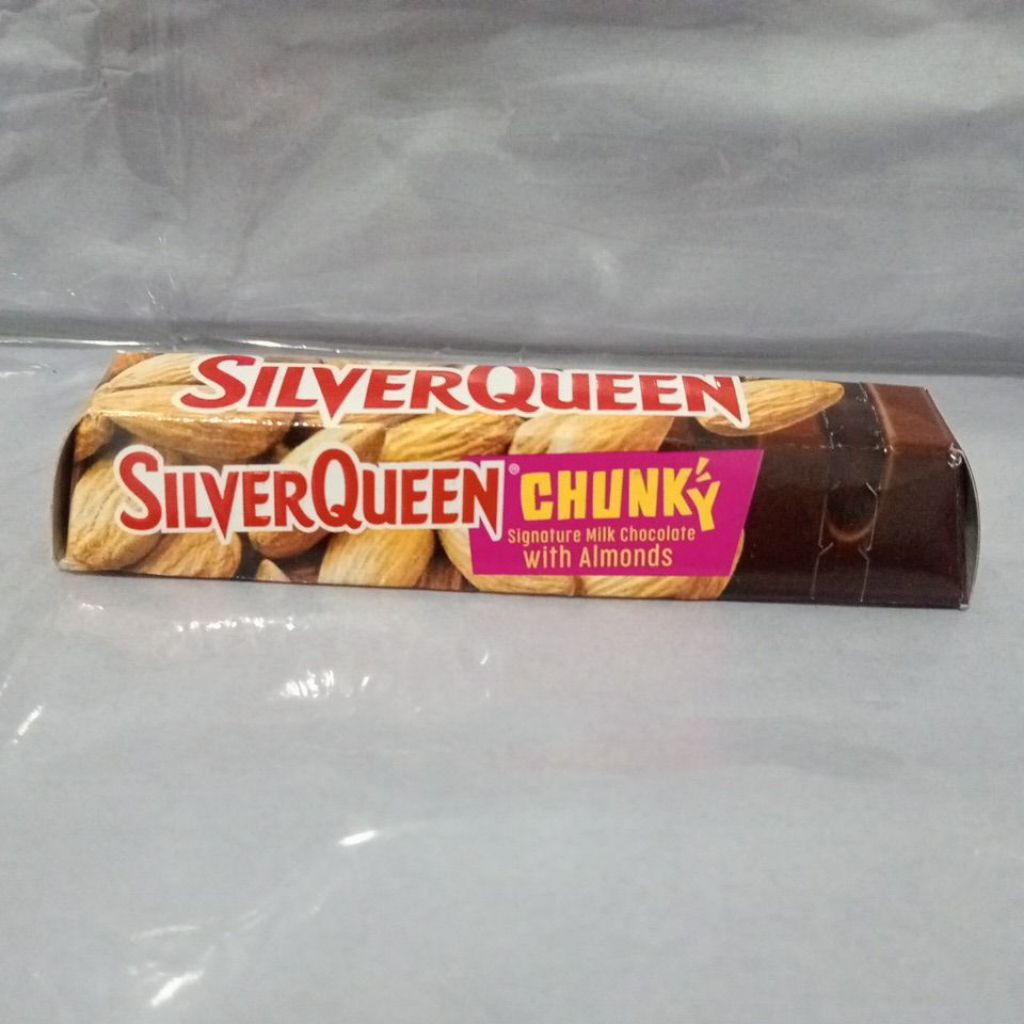 SILVERQUEEN
SILVERQUEEN® CHUNKY
Signature Milk Chocolate
with Almonds